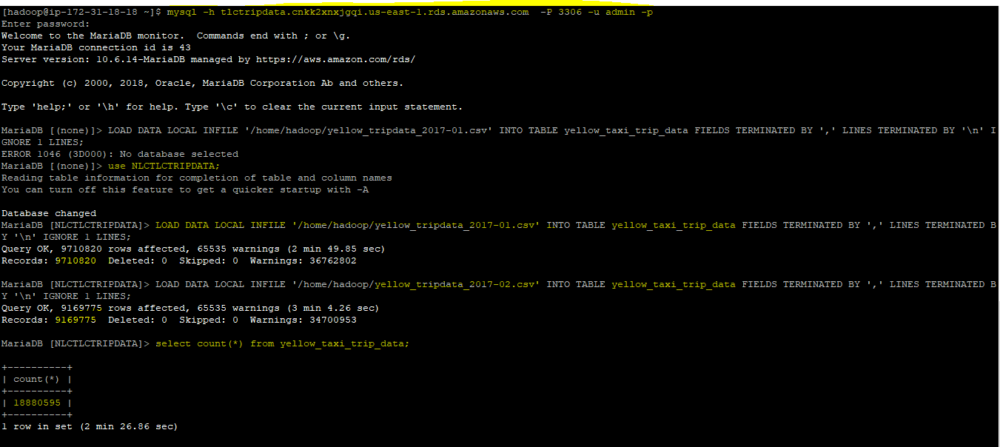 [hadoop@ip-172-31-18-18 ~]$ mysql -h tlctripdata.cnkk2xnxjgqi.us-east-1.rds.amazonaws.com  -P 3306 -u admin -p
Enter password:
Welcome to the MariaDB monitor.  Commands end with ; or \g.
Your MariaDB connection id is 43
Server version: 10.6.14-MariaDB managed by https://aws.amazon.com/rds/
Copyright (c) 2000, 2018, Oracle, MariaDB Corporation Ab and others.
Type 'help;' or '\h' for help. Type '\c' to clear the current input statement.
MariaDB [(none)]> LOAD DATA LOCAL INFILE '/home/hadoop/yellow_tripdata_2017-01.csv' INTO TABLE yellow_taxi_trip_data FIELDS TERMINATED BY ',' LINES TERMINATED BY '\n' I
GNORE 1 LINES;
ERROR 1046 (3D000): No database selected
MariaDB [(none)]> use NLCTLCTRIPDATA;
Reading table information for completion of table and column names
You can turn off this feature to get a quicker startup with -A
Database changed
MariaDB [NLCTLCTRIPDATA]> LOAD DATA LOCAL INFILE '/home/hadoop/yellow_tripdata_2017-01.csv' INTO TABLE yellow_taxi_trip_data FIELDS TERMINATED BY ',' LINES TERMINATED B
Y '\n' IGNORE 1 LINES;
Query OK, 9710820 rows affected, 65535 warnings (2 min 49.85 sec)
Records: 9710820  Deleted: 0  Skipped: 0  Warnings: 36762802
MariaDB [NLCTLCTRIPDATA]> LOAD DATA LOCAL INFILE '/home/hadoop/yellow_tripdata_2017-02.csv' INTO TABLE yellow_taxi_trip_data FIELDS TERMINATED BY ',' LINES TERMINATED B
Y '\n' IGNORE 1 LINES;
Query OK, 9169775 rows affected, 65535 warnings (3 min 4.26 sec)
Records: 9169775  Deleted: 0  Skipped: 0  Warnings: 34700953
MariaDB [NLCTLCTRIPDATA]> select count(*) from yellow_taxi_trip_data;
+----------+
| count(*) |
+----------+
| 18880595 |
+----------+
1 row in set (2 min 26.86 sec)